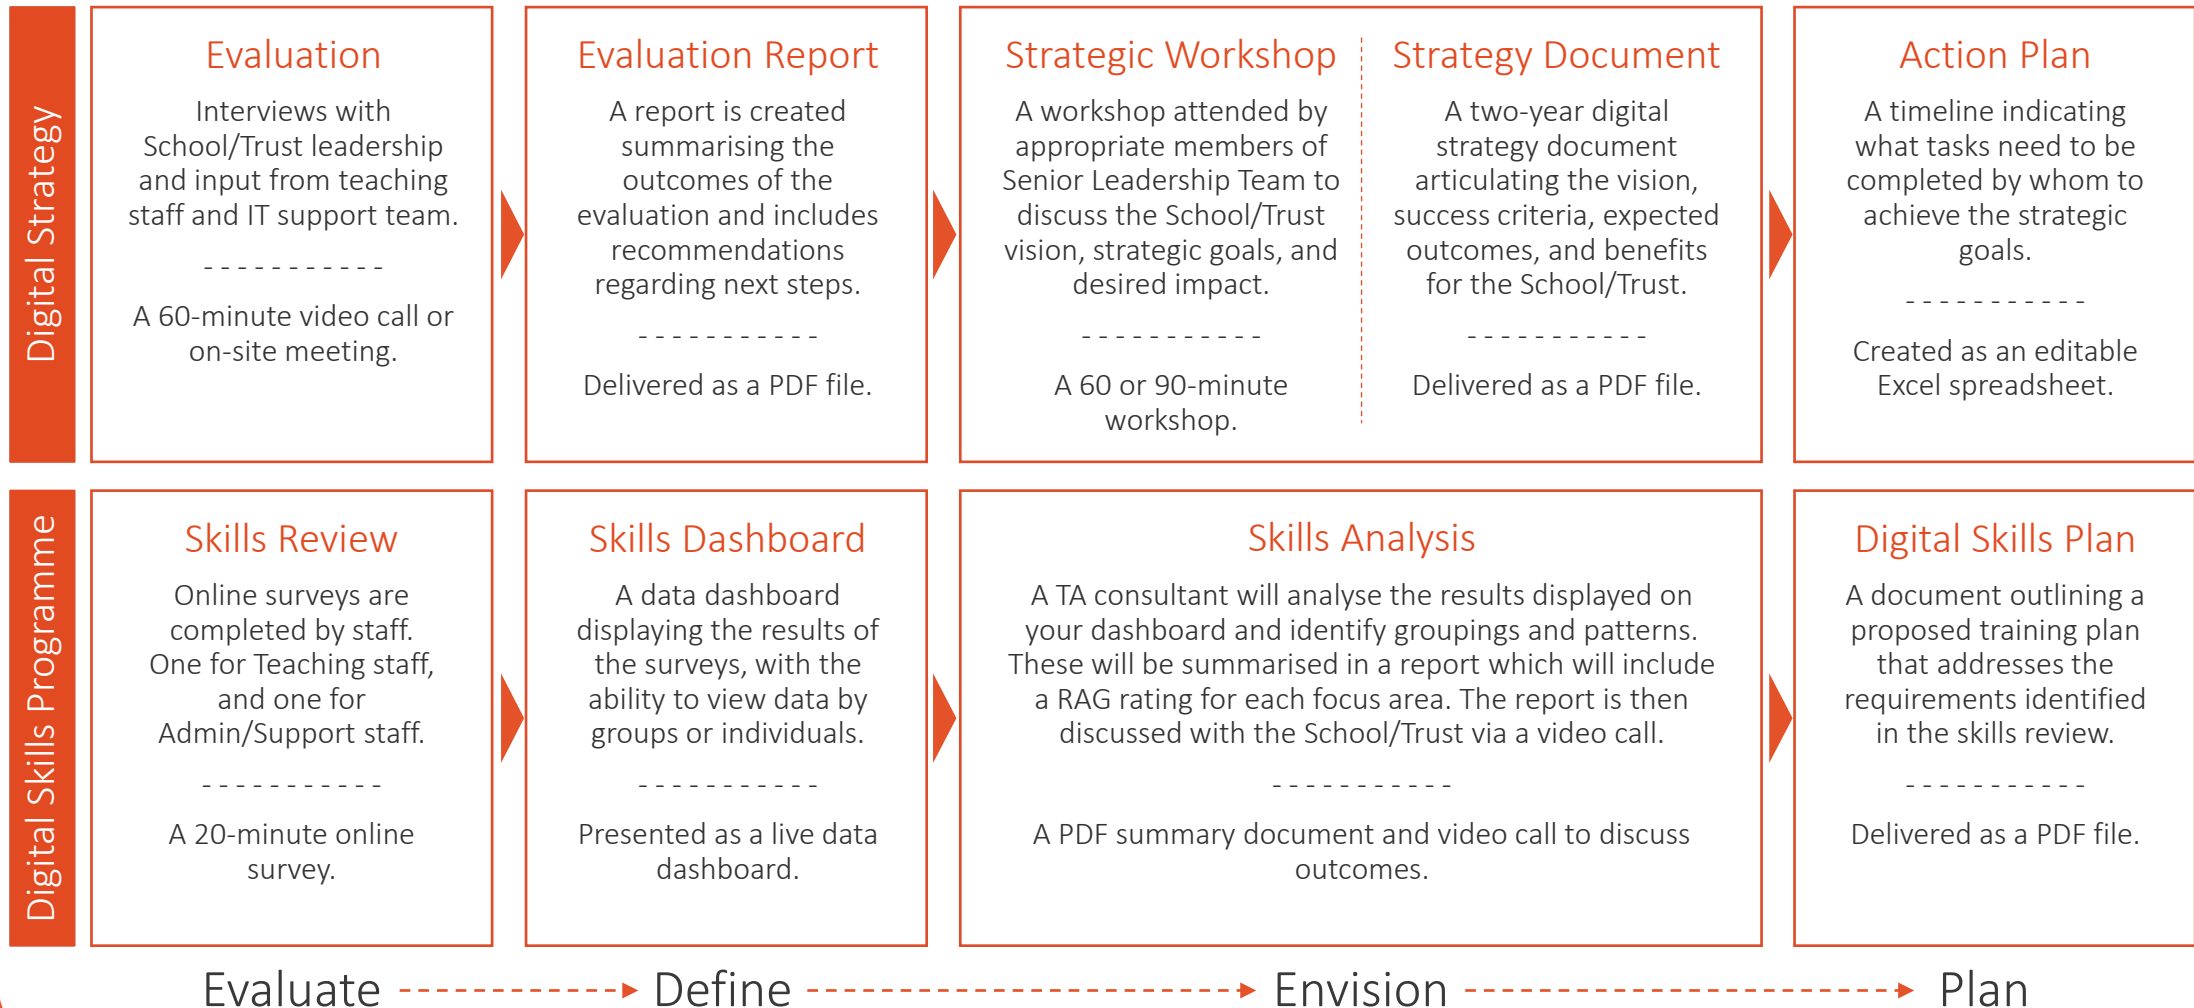 Digital Strategy
Evaluation
Interviews with
School/Trust leadership
and input from teaching
staff and IT support team.
- - - - - - - - - - -
A 60-minute video call or
on-site meeting.
Evaluation Report
A report is created
summarising the
outcomes of the
evaluation and includes
recommendations
regarding next steps.
- - - - - - - - - - -
Delivered as a PDF file.
Strategic Workshop
A workshop attended by
appropriate members of
Senior Leadership Team to
discuss the School/Trust
vision, strategic goals, and
desired impact.
- - - - - - - - - - -
A 60 or 90-minute
workshop.
Strategy Document
A two-year digital
strategy document
articulating the vision,
success criteria, expected
outcomes, and benefits
for the School/Trust.
- - - - - - - - - - -
Delivered as a PDF file.
Action Plan
A timeline indicating
what tasks need to be
completed by whom to
achieve the strategic
goals.
- - - - - - - - - - -
Created as an editable
Excel spreadsheet.
Digital Skills Programme
Skills Review
Online surveys are
completed by staff.
One for Teaching staff,
and one for
Admin/Support staff.
- - - - - - - - - - -
A 20-minute online
survey.
Skills Dashboard
A data dashboard
displaying the results of
the surveys, with the
ability to view data by
groups or individuals.
- - - - - - - - - - -
Presented as a live data
dashboard.
Skills Analysis
A TA consultant will analyse the results displayed on
your dashboard and identify groupings and patterns.
These will be summarised in a report which will include
a RAG rating for each focus area. The report is then
discussed with the School/Trust via a video call.
- - - - - - - - - - -
A PDF summary document and video call to discuss
outcomes.
Digital Skills Plan
A document outlining a
proposed training plan
that addresses the
requirements identified
in the skills review.
- - - - - - - - - - -
Delivered as a PDF file.
Evaluate
Define
Envision
Plan